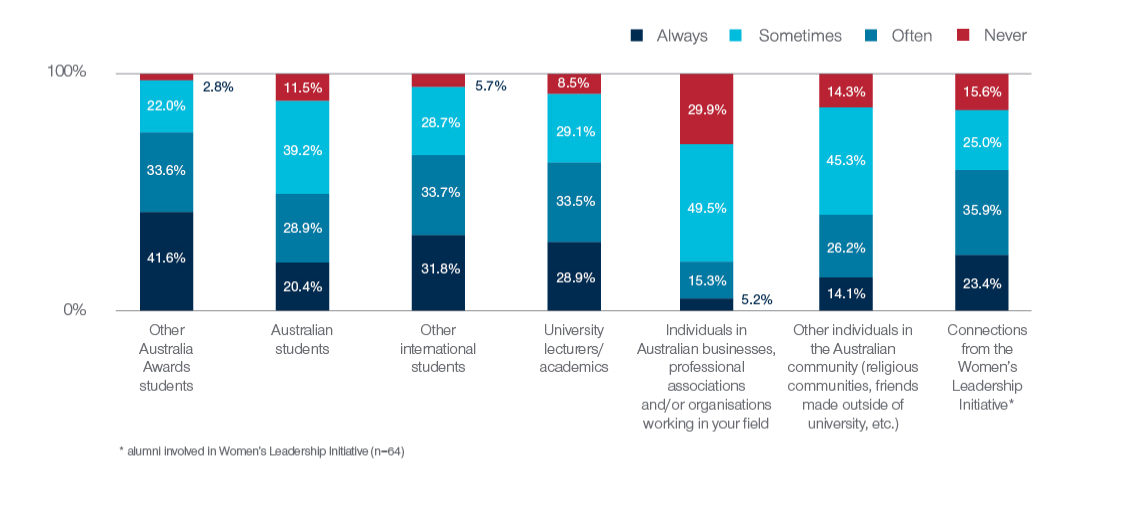 Always Sometimes Often Never
100%
2.8% 11.5% 5.7% 8.5% 29.9% 14.3% 15.6%
22.0% 39.2% 28.7% 29.1% 49.5% 45.3% 25.0%
33.6% 28.9% 33.7% 33.5% 15.3% 26.2% 35.9%
41.6% 20.4% 31.8% 28.9% 5.2% 14.1% 23.4%
0%
Other
Australia
Awards
students
Australian
students
Other
international
students
University
lecturers/
academics
Individuals in
Australian businesses,
professional
associations
and/or organisations
working in your field
Other individuals in
the Australian
community (religious
communities, friends
made outside of
university, etc.)
Connections
from the
Women's
Leadership
Initiative*
* alumni involved in Women's Leadership Initiative (n=64)